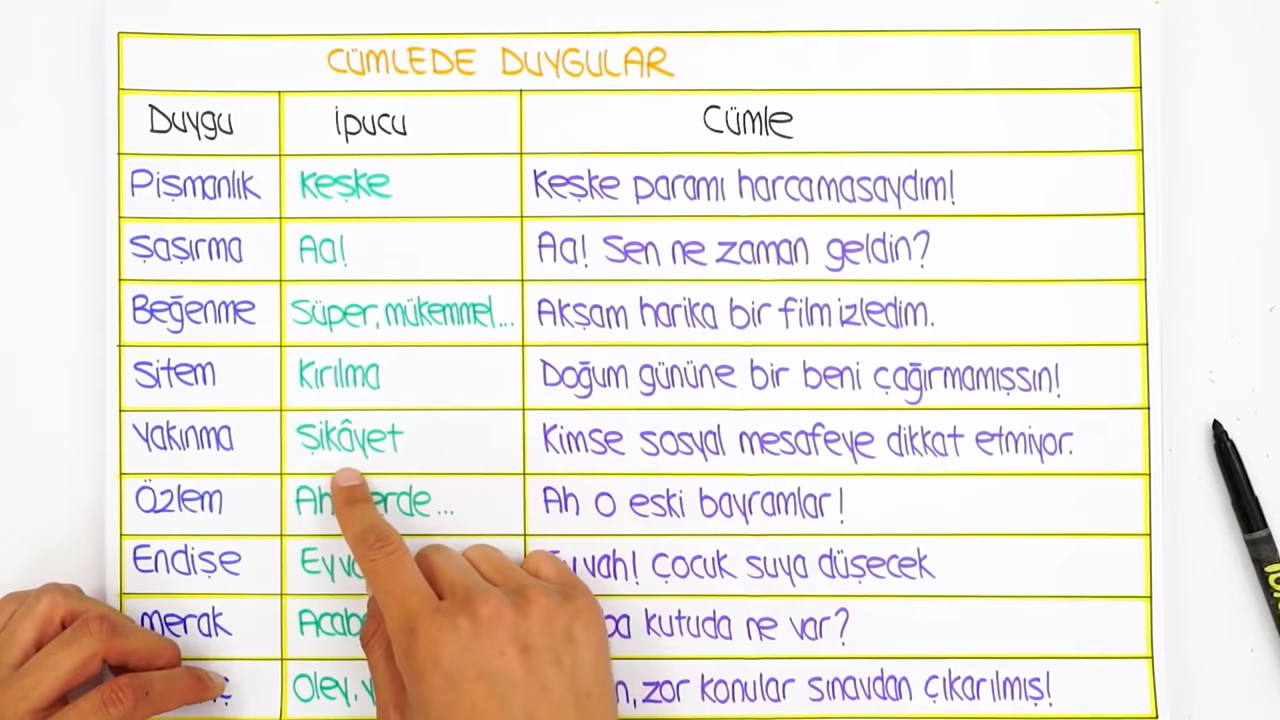 CÜMLEDE DUYGULAR
Duygu İpucu Cümle
Pişmanlık Keşke Keşke paramı harcamasaydım!
Şaşırma Aa! Aa! Sen ne zaman geldin?
Beğenme Süper, mükemmel... Akşam harika bir film izledim.
Sitem Kırılma Doğum gününe bir beni çağırmamışsın!
Yakınma Şikâyet Kimse sosyal mesafeye dikkat etmiyor.
Özlem Ah ... Ah o eski bayramlar!
Endişe çocuk suya düşecek
merak kutuda ne var?
Oley, zor konular sınavdan çıkarılmış!